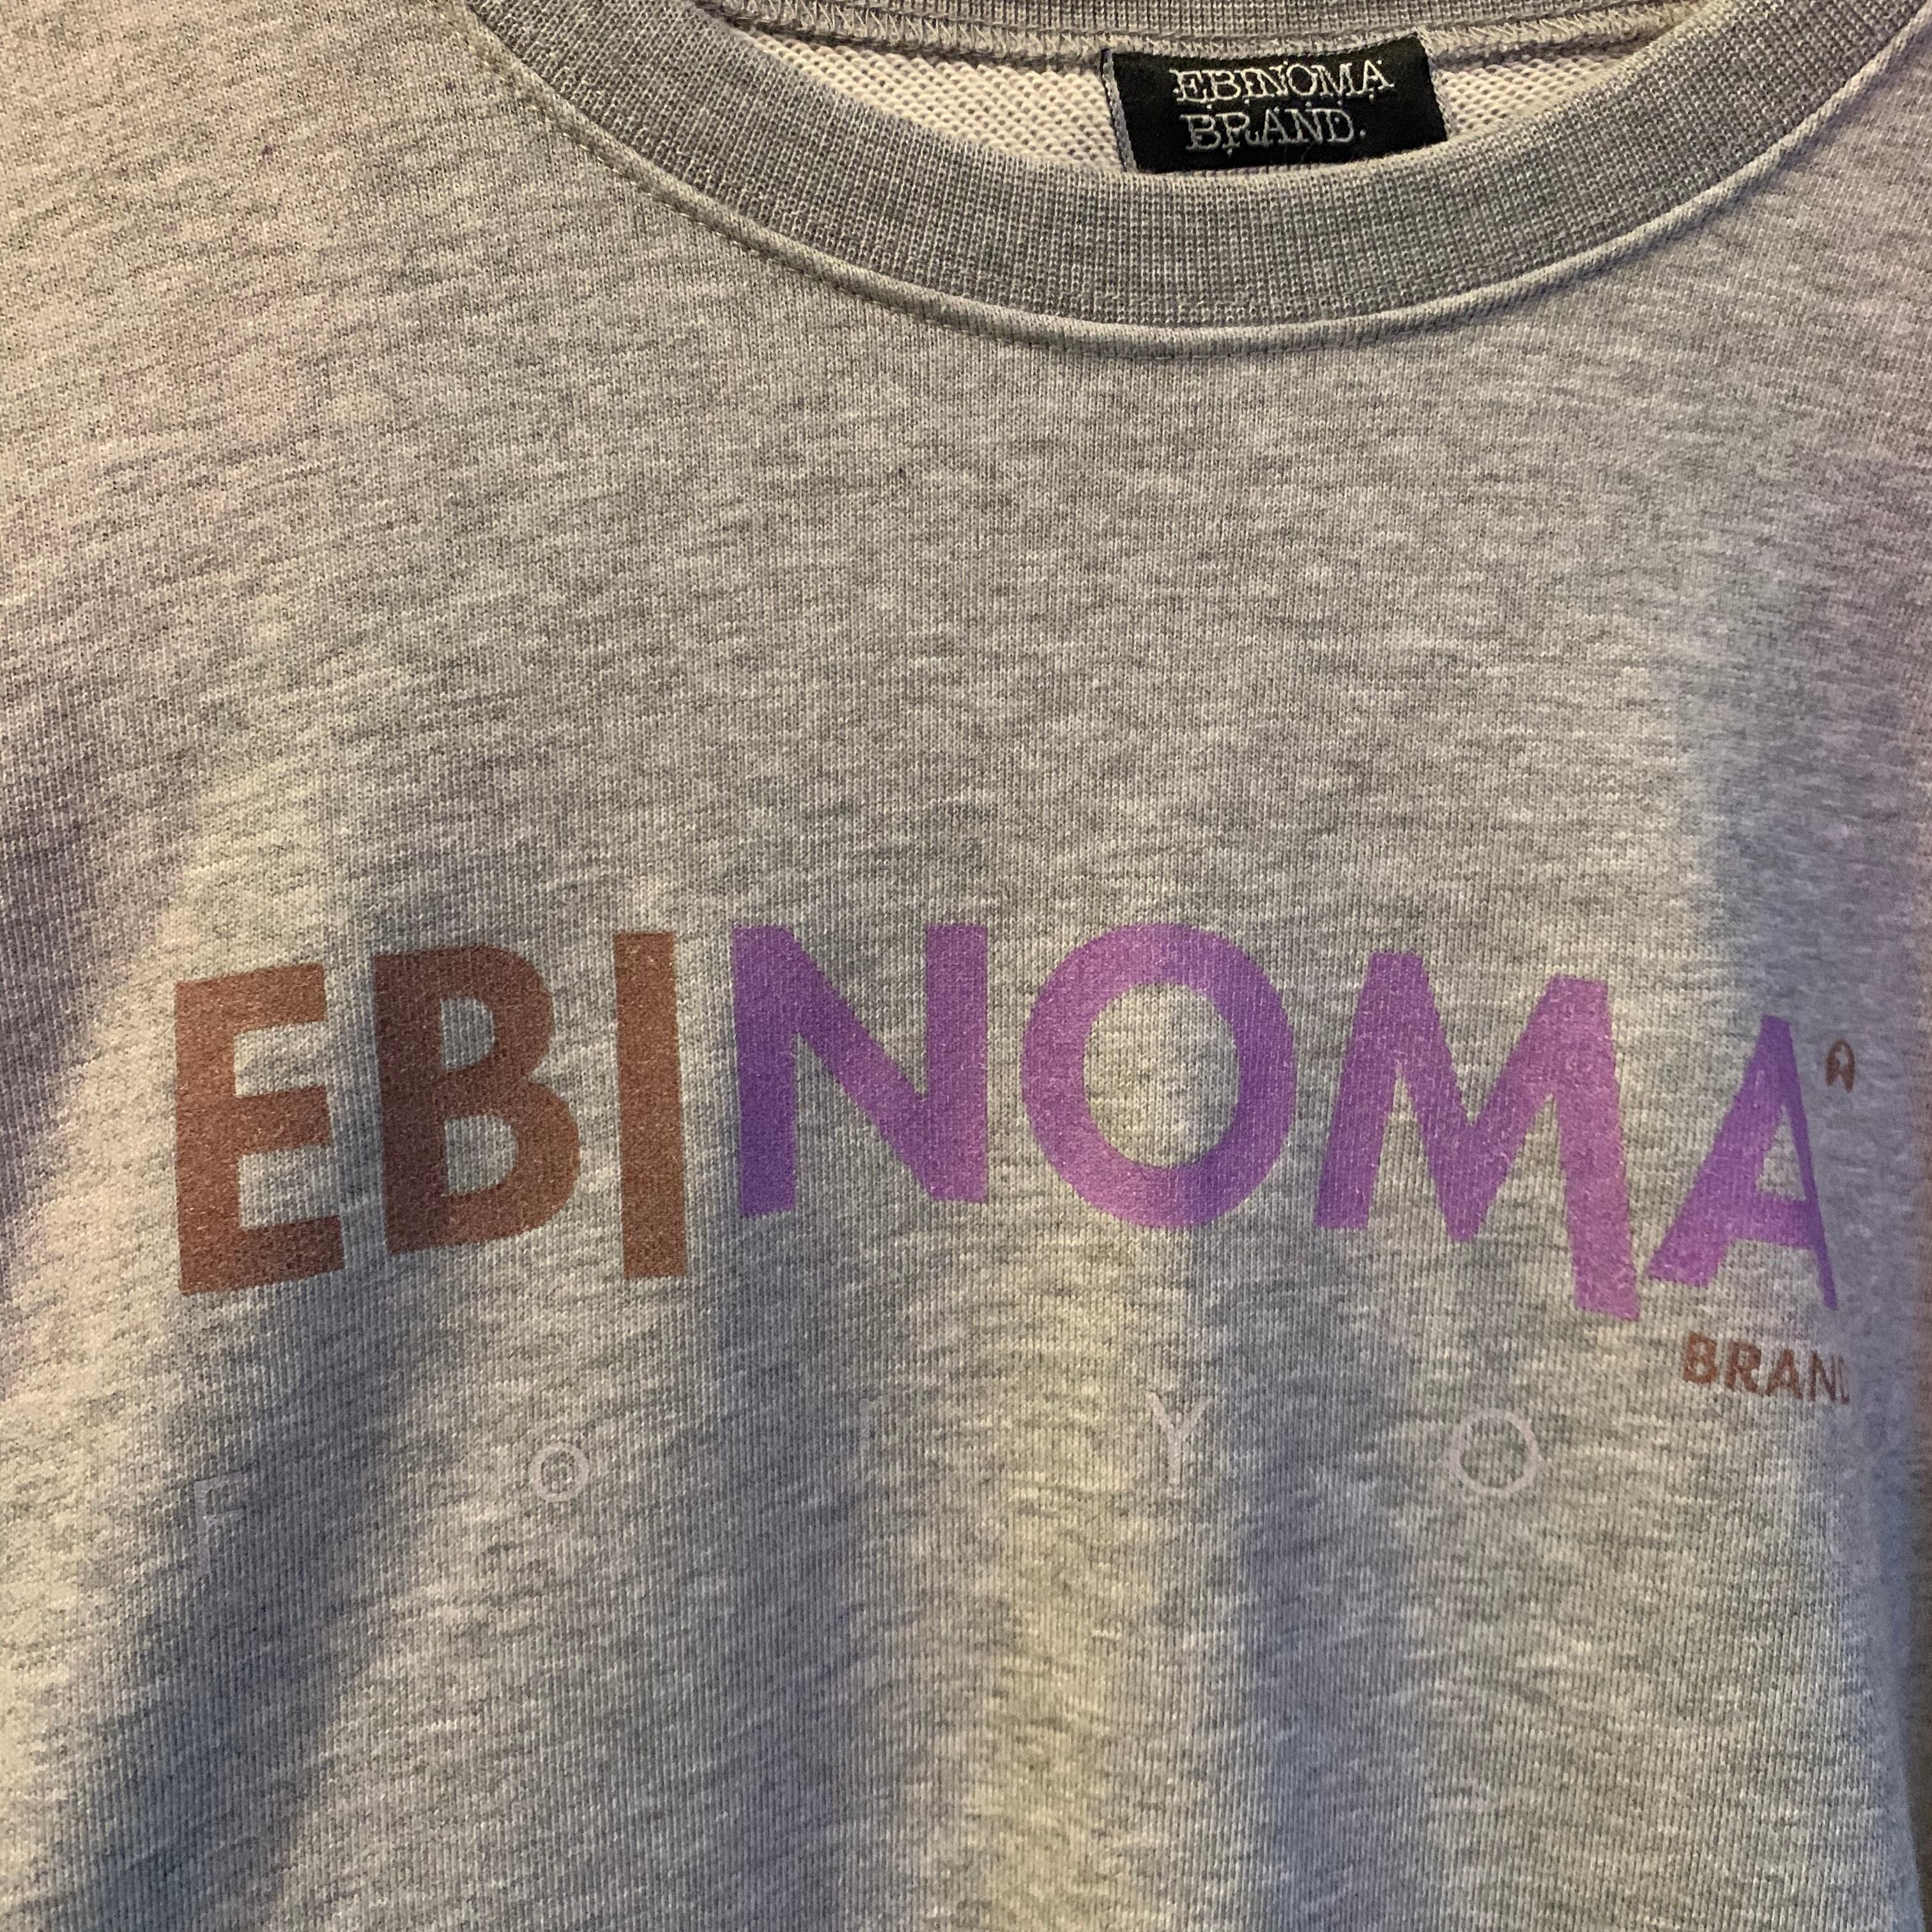 EBINOMA
BRAND.
EBINOMA
BRAND
F O I Y O